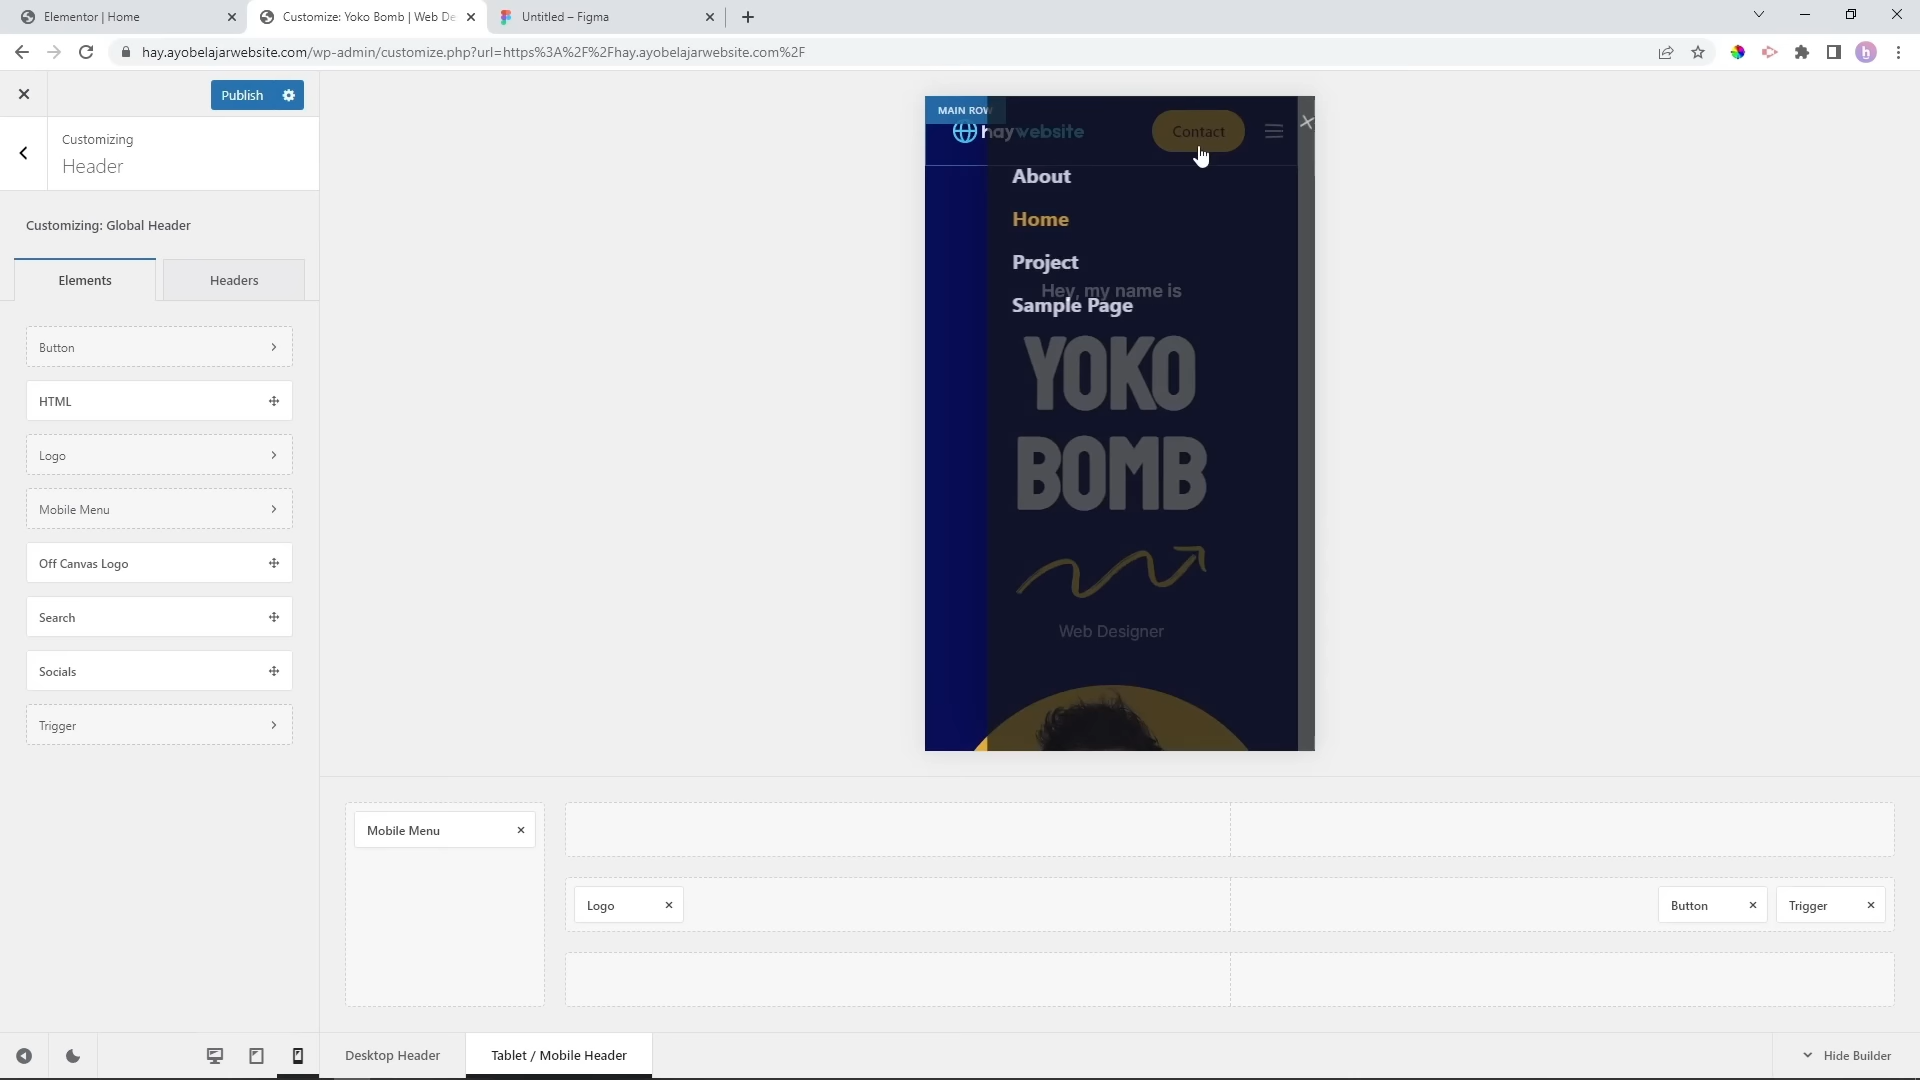 Elementor | Home
Customize: Yoko Bomb | Web De
Untitled – Figma
hay.ayobelajarwebsite.com/wp-admin/customize.php?url=https%3A%2F%2Fhay.ayobelajarwebsite.com%2F
h
Publish
Customizing
Header
Customizing: Global Header
Elements
Headers
Button
HTML
Logo
Mobile Menu
Off Canvas Logo
Search
Socials
Trigger
MAIN ROW
haywebsite
Contact
About
Home
Project
Hey, my name is
Sample Page
YOKO
BOMB
Web Designer
Mobile Menu
Logo
Button
Trigger
Desktop Header
Tablet / Mobile Header
Hide Builder